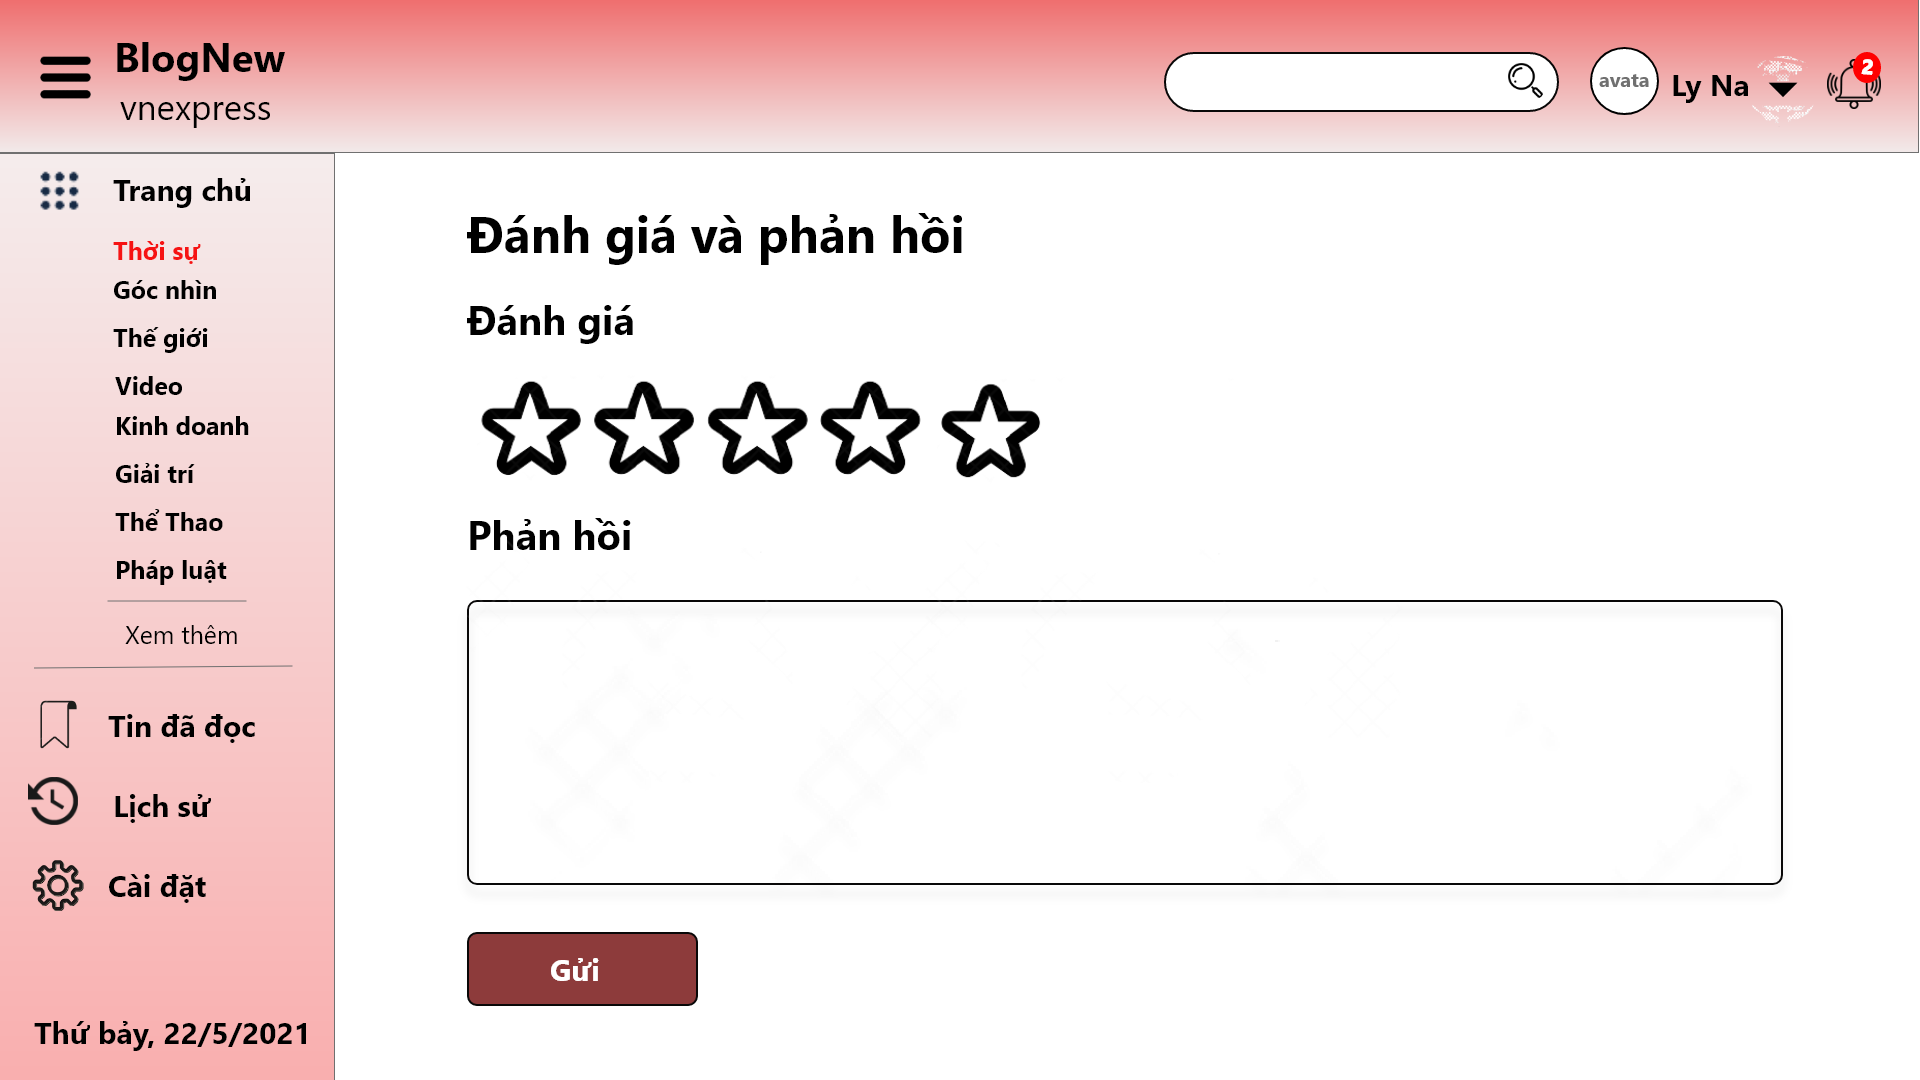 BlogNew
vnexpress
avata
Ly Na
2
Trang chủ
Thời sự
Góc nhìn
Thế giới
Video
Kinh doanh
Giải trí
Thể Thao
Pháp luật
Xem thêm
Tin đã đọc
Lịch sử
Cài đặt
Thứ bảy, 22/5/2021
Đánh giá và phản hồi
Đánh giá
Phản hồi
Gửi